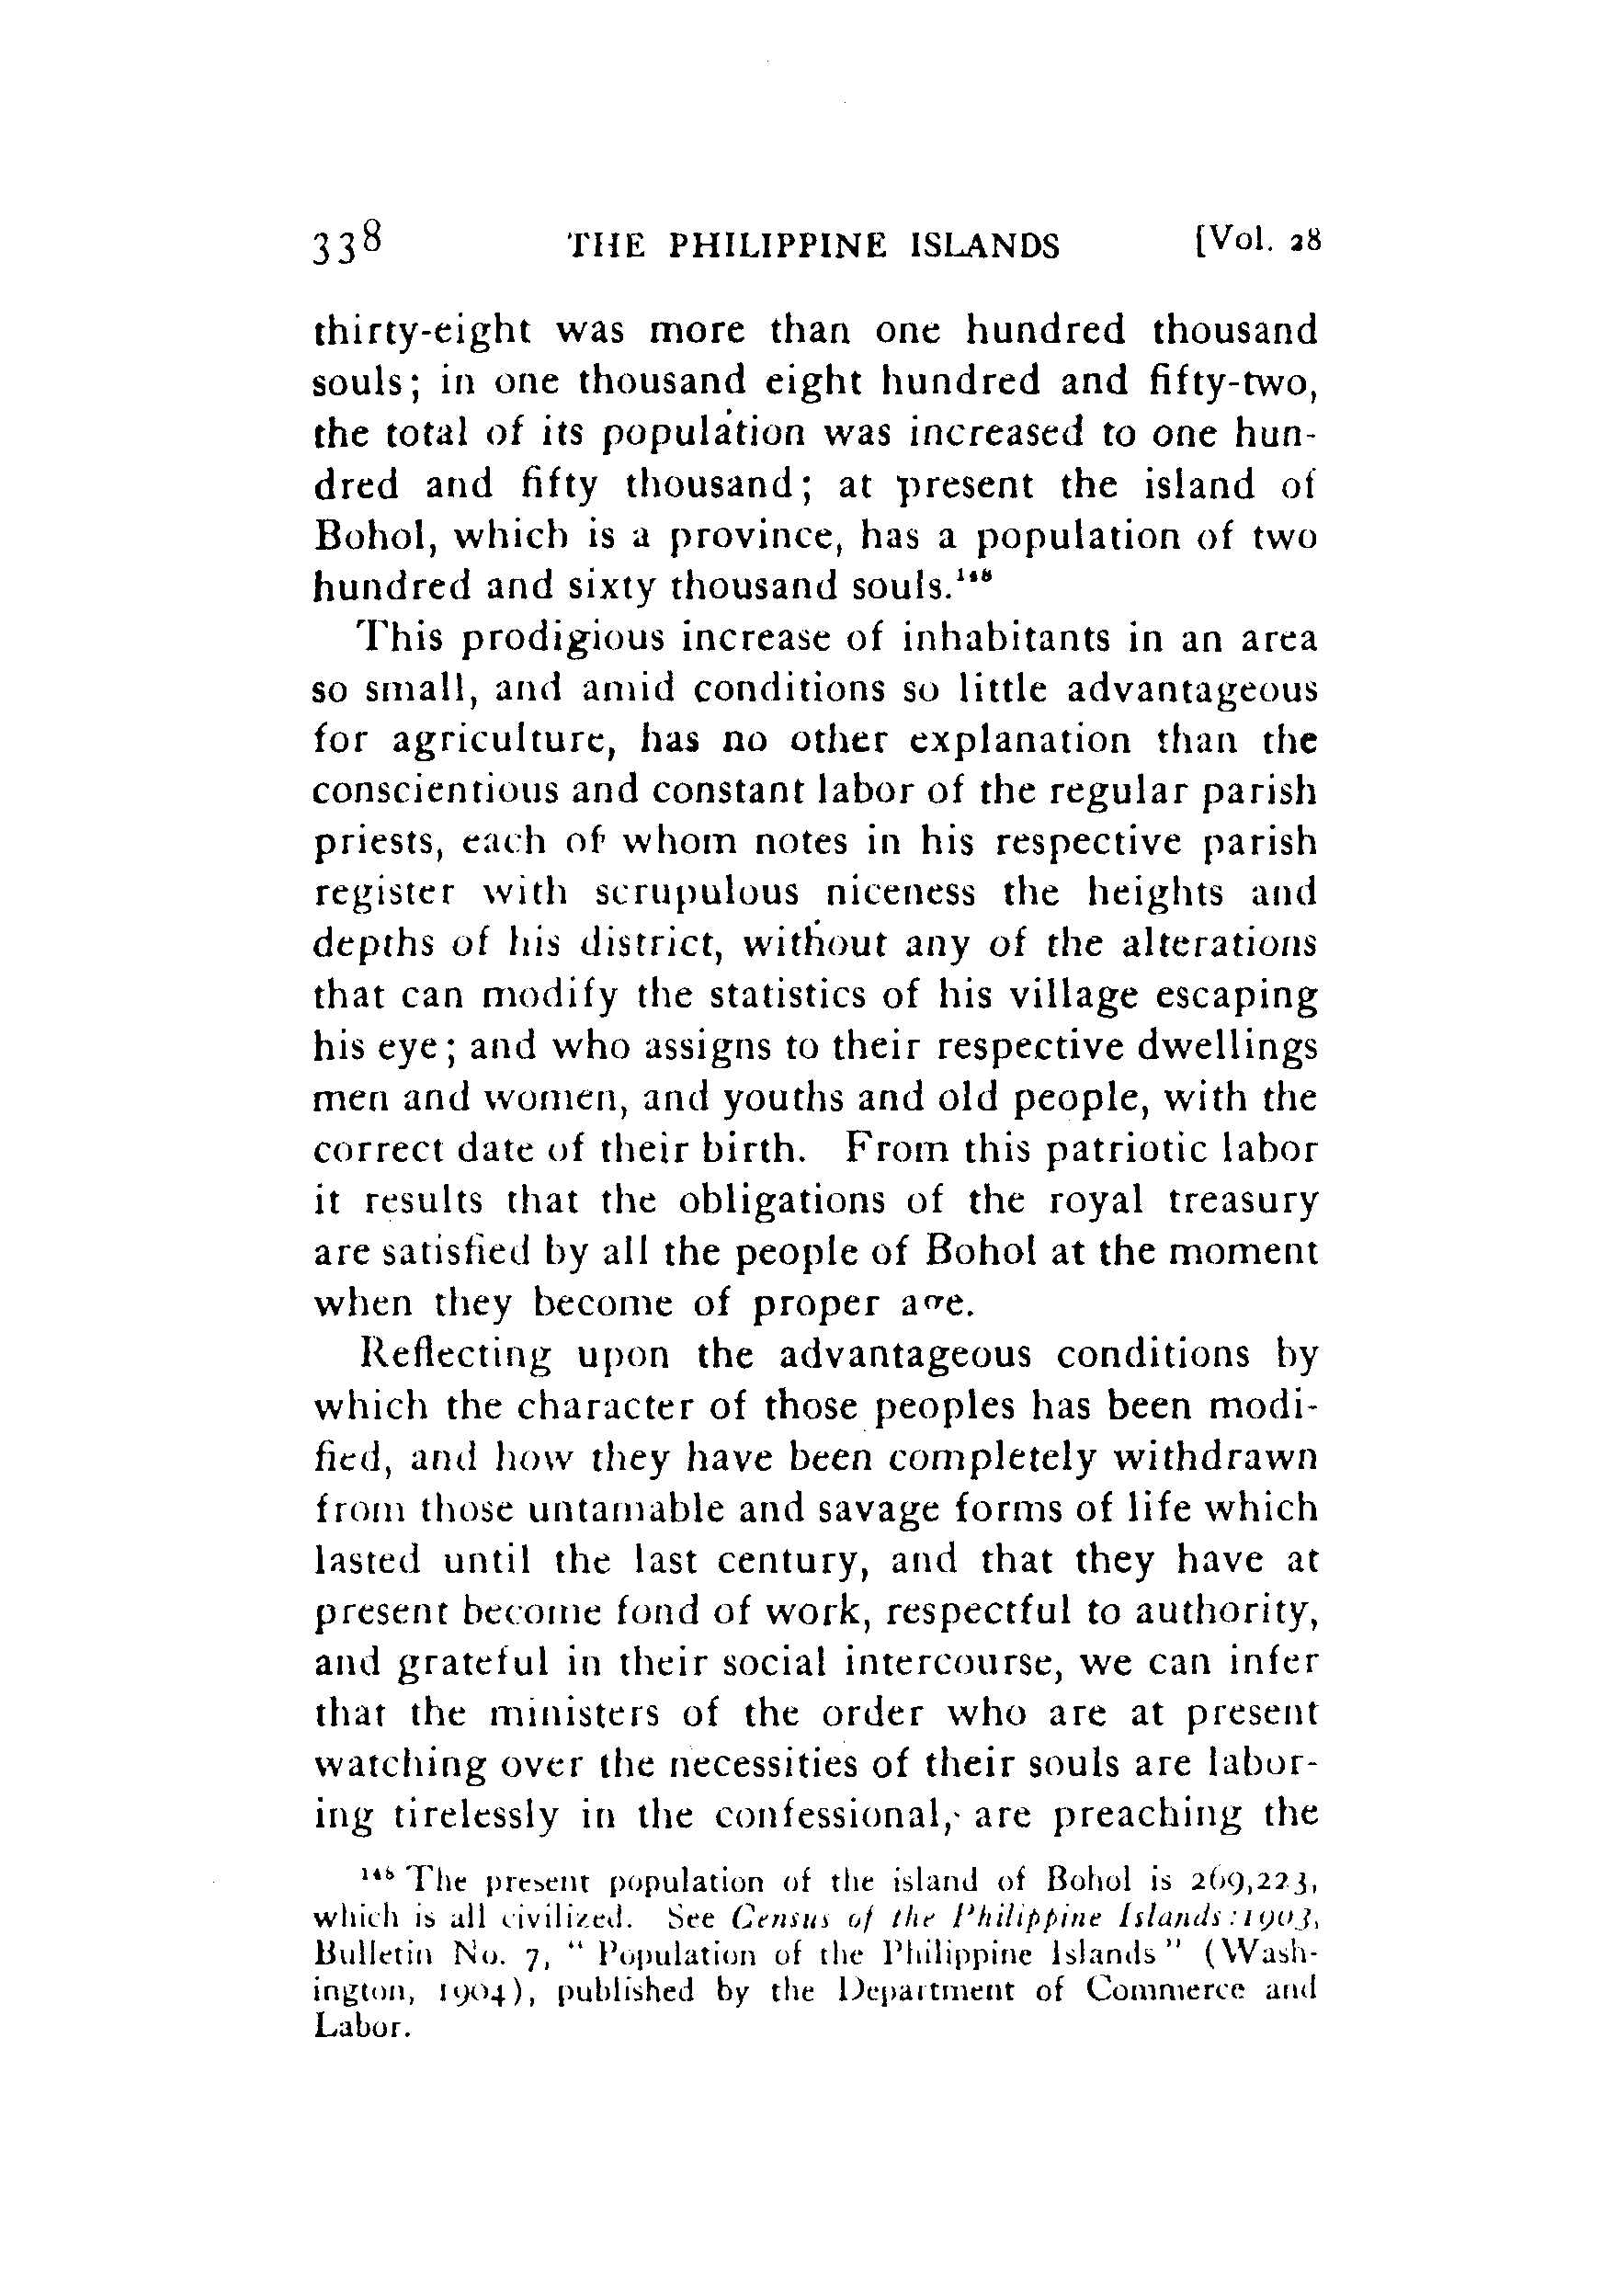 338 THE PHILIPPINE ISLANDS [Vol. 28
thirty-eight was more than one hundred thousand
souls; in one thousand eight hundred and fifty-two,
the total of its population was increased to one hun-
dred and fifty thousand; at present the island of
Bohol, which is a province, has a population of two
hundred and sixty thousand souls.¹⁴⁸
This prodigious increase of inhabitants in an area
so small, and amid conditions so little advantageous
for agriculture, has no other explanation than the
conscientious and constant labor of the regular parish
priests, each of whom notes in his respective parish
register with scrupulous niceness the heights and
depths of his district, without any of the alterations
that can modify the statistics of his village escaping
his eye; and who assigns to their respective dwellings
men and women, and youths and old people, with the
correct date of their birth. From this patriotic labor
it results that the obligations of the royal treasury
are satisfied by all the people of Bohol at the moment
when they become of proper age.
Reflecting upon the advantageous conditions by
which the character of those peoples has been modi-
fied, and how they have been completely withdrawn
from those untamable and savage forms of life which
lasted until the last century, and that they have at
present become fond of work, respectful to authority,
and grateful in their social intercourse, we can infer
that the ministers of the order who are at present
watching over the necessities of their souls are labor-
ing tirelessly in the confessional, are preaching the
¹⁴⁸ The present population of the island of Bohol is 269,223,
which is all civilized. See Census of the Philippine Islands: 1903,
Bulletin No. 7, " Population of the Philippine Islands " (Wash-
ington, 1904), published by the Department of Commerce and
Labor.